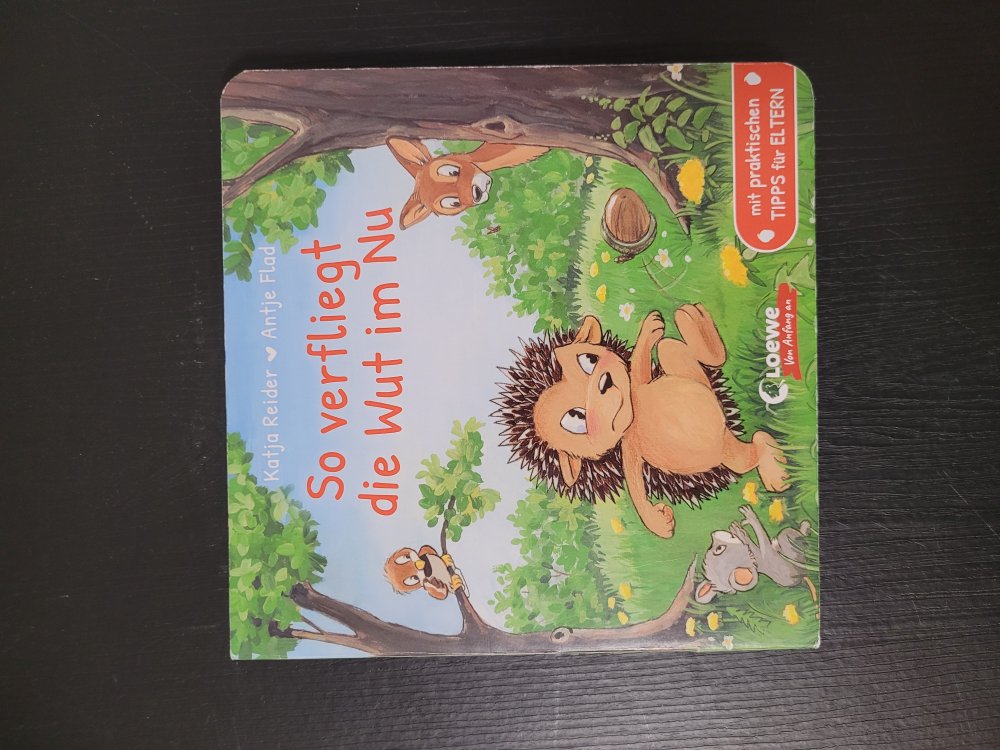 Katja Reider ♥ Antje Flad
So verfliegt
die Wut im Nu
mit praktischen
TIPPS für ELTERN
LOEWE
Von Anfang an